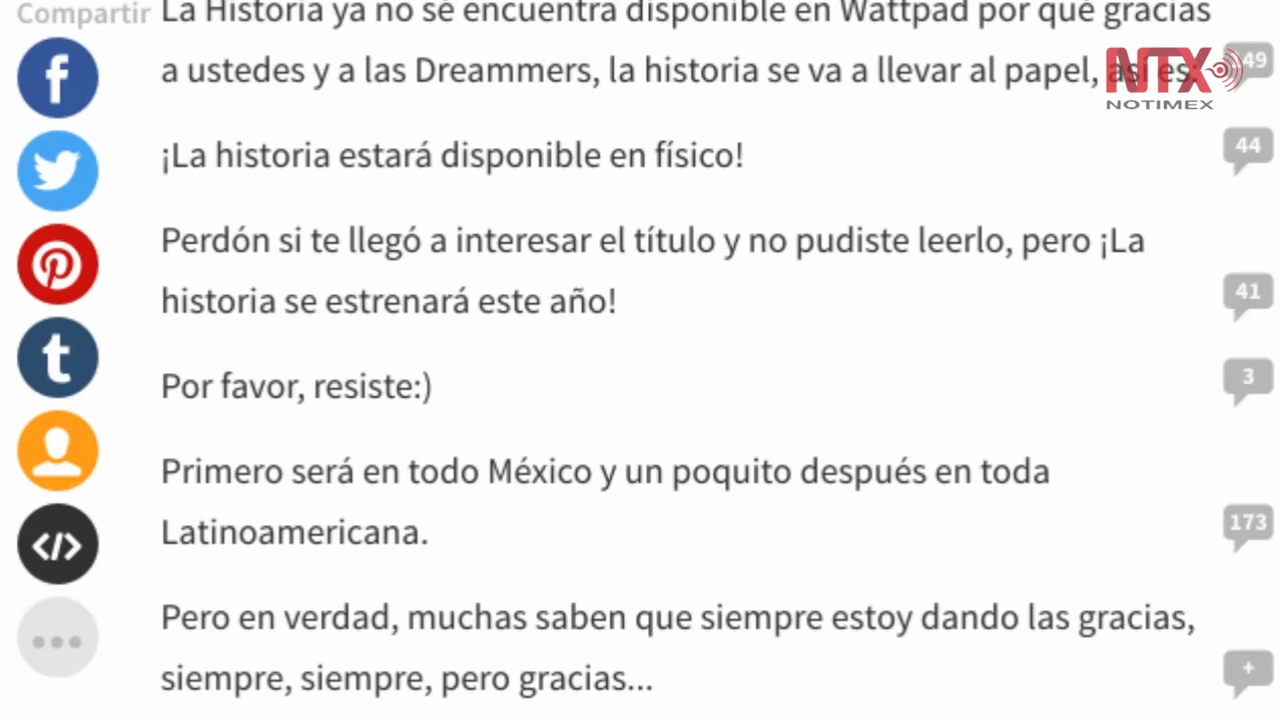 Compartir
La Historia ya no se encuentra disponible en Wattpad por qué gracias
a ustedes y a las Dreammers, la historia se va a llevar al papel, así es.
49
NTX
NOTIMEX
¡La historia estará disponible en físico!
44
Perdón si te llegó a interesar el título y no pudiste leerlo, pero ¡La
historia se estrenará este año!
41
Por favor, resiste:)
3
Primero será en todo México y un poquito después en toda
Latinoamericana.
173
Pero en verdad, muchas saben que siempre estoy dando las gracias,
siempre, siempre, pero gracias...
+